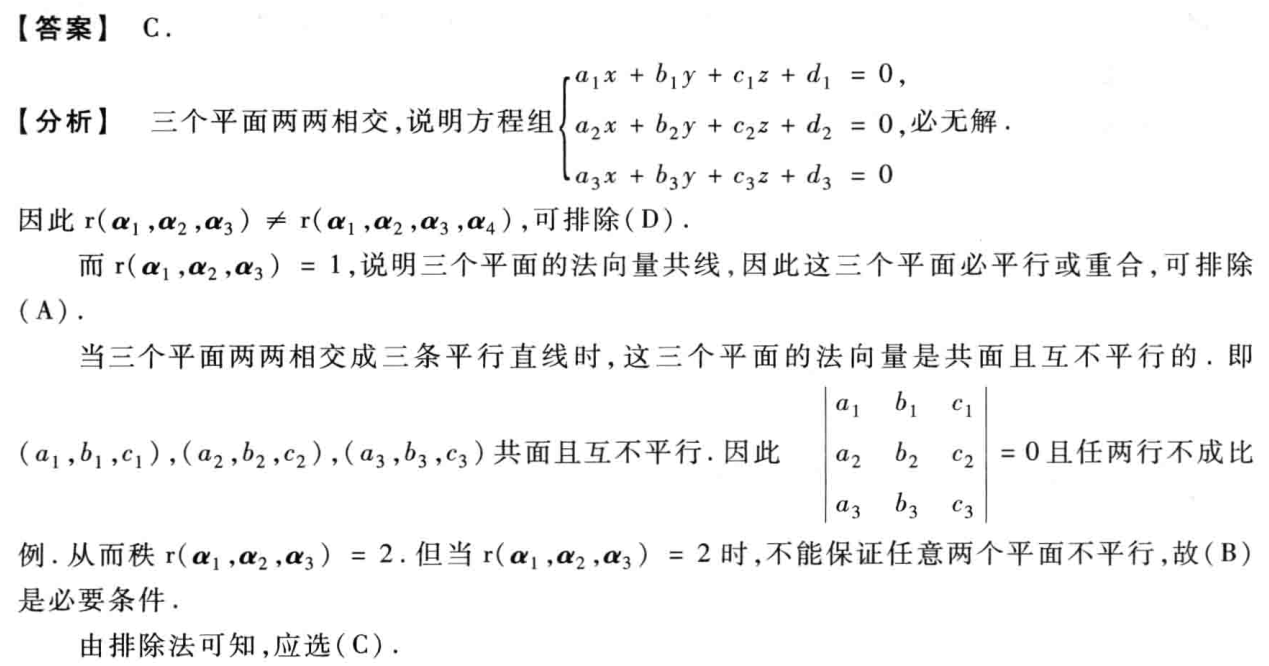 【答案】 C.
【分析】 三个平面两两相交,说明方程组{a₁x + b₁y + c₁z + d₁ = 0,
a₂x + b₂y + c₂z + d₂ = 0,必无解.
a₃x + b₃y + c₃z + d₃ = 0
因此 r(α₁,α₂,α₃) ≠ r(α₁,α₂,α₃,α₄),可排除(D).
而 r(α₁,α₂,α₃) = 1,说明三个平面的法向量共线,因此这三个平面必平行或重合,可排除
(A).
当三个平面两两相交成三条平行直线时,这三个平面的法向量是共面且互不平行的. 即
(a₁,b₁,c₁),(a₂,b₂,c₂),(a₃,b₃,c₃)共面且互不平行. 因此
|a₁ b₁ c₁|
|a₂ b₂ c₂| = 0 且任两行不成比
|a₃ b₃ c₃|
例. 从而秩 r(α₁,α₂,α₃) = 2. 但当 r(α₁,α₂,α₃) = 2 时,不能保证任意两个平面不平行,故(B)
是必要条件.
由排除法可知,应选(C).